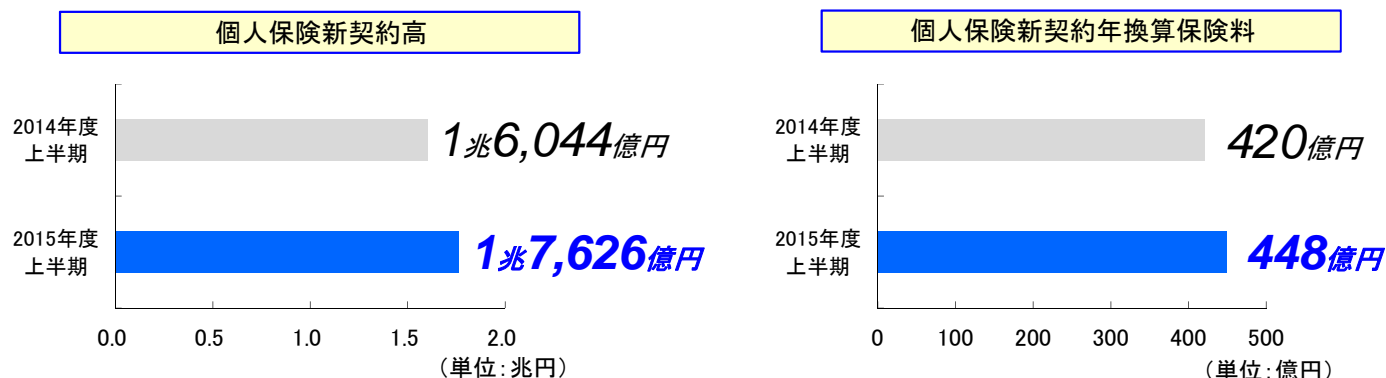 個人保険新契約高
2014年度
上半期
1兆6,044億円
2015年度
上半期
1兆7,626億円
0.0 0.5 1.0 1.5 2.0
（単位:兆円）
個人保険新契約年換算保険料
2014年度
上半期
420億円
2015年度
上半期
448億円
0 100 200 300 400 500
（単位:億円）